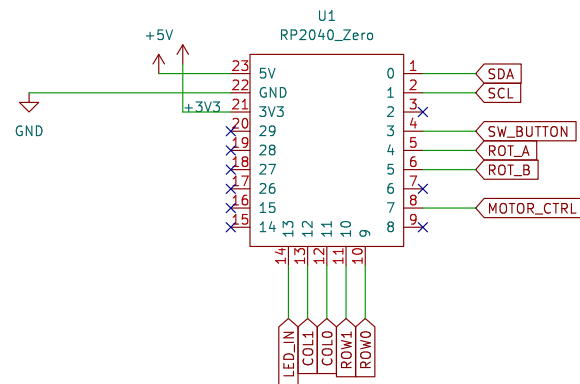 U1
RP2040_Zero
+5V
+3V3
GND
23 5V
22 GND
21 3V3
20 29
19 28
18 27
17 26
16 15
15 14
0 1 SDA
1 2 SCL
2 3
3 4 SW_BUTTON
4 5 ROT_A
5 6 ROT_B
6 7
7 8 MOTOR_CTRL
8 9
13 12 11 10 9
14 13 12 11 10
LED_IN COL1 COL0 ROW1 ROW0